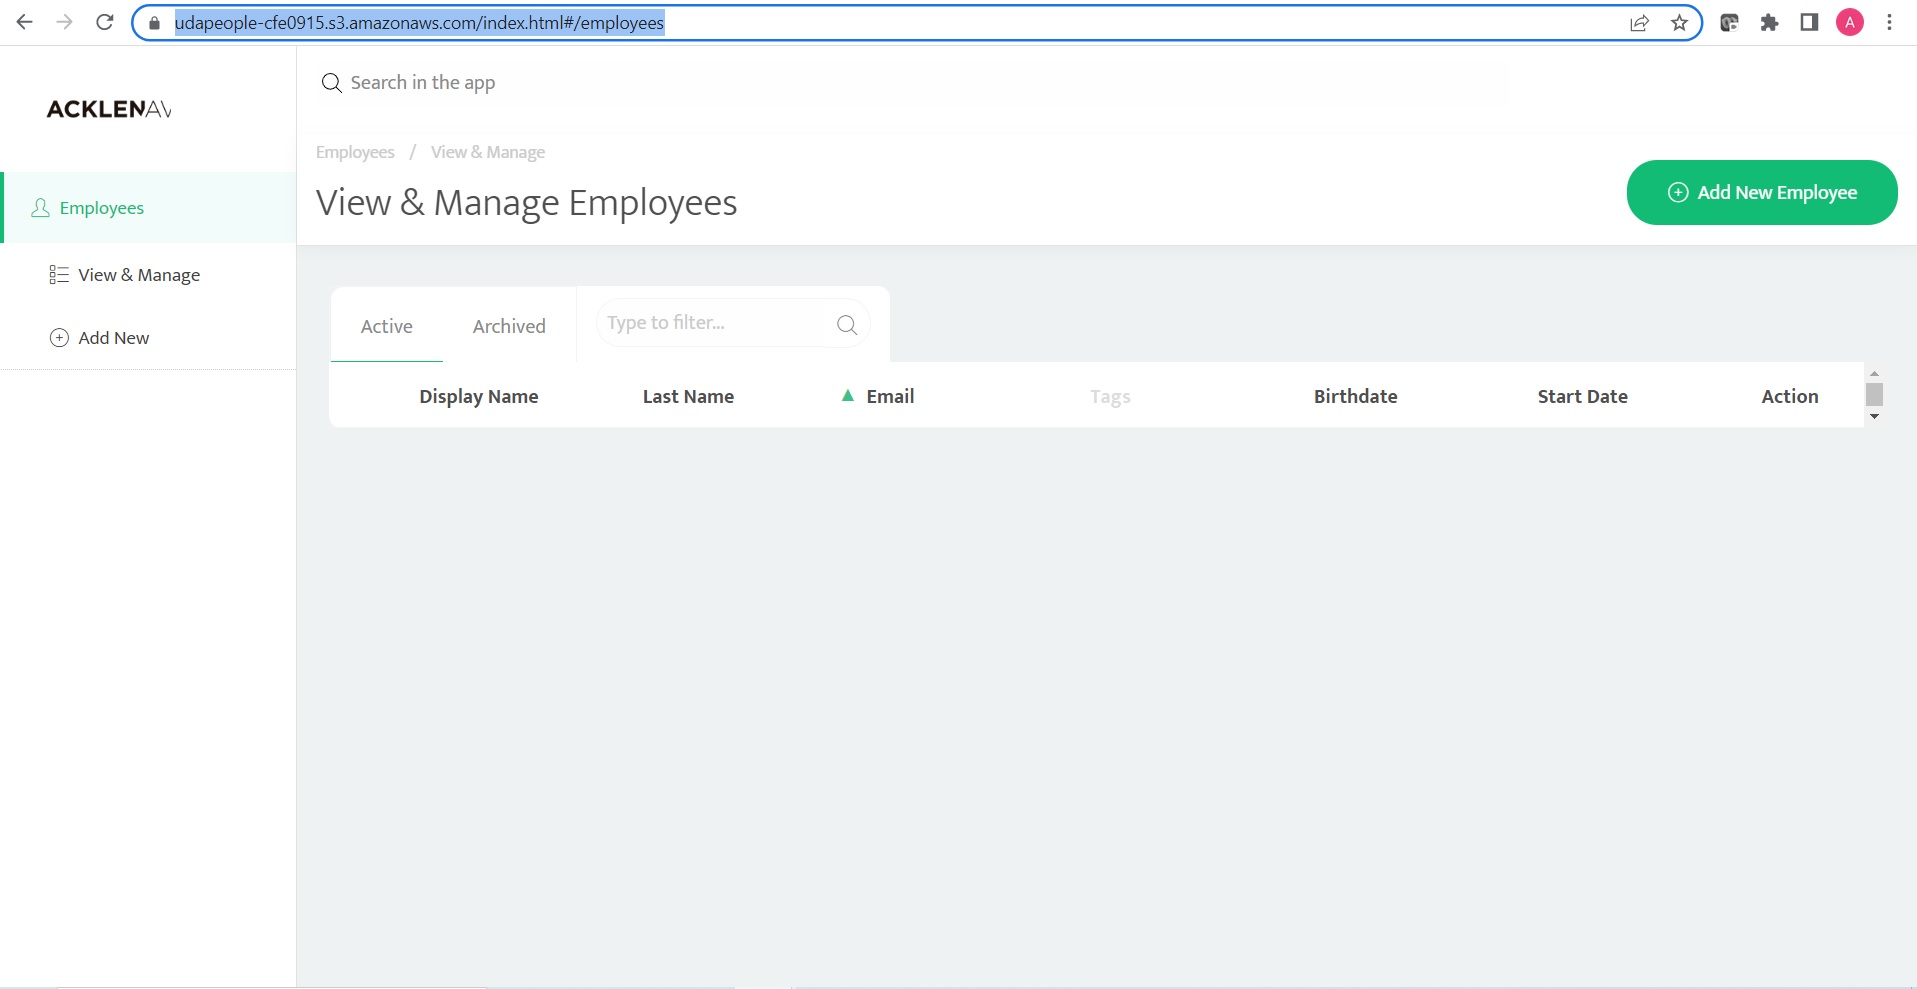 udapeople-cfe0915.s3.amazonaws.com/index.html#/employees
A
Search in the app
ACKLENAV
Employees / View & Manage
View & Manage Employees
Add New Employee
Employees
View & Manage
Add New
Active
Archived
Type to filter...
Display Name Last Name Email Tags Birthdate Start Date Action